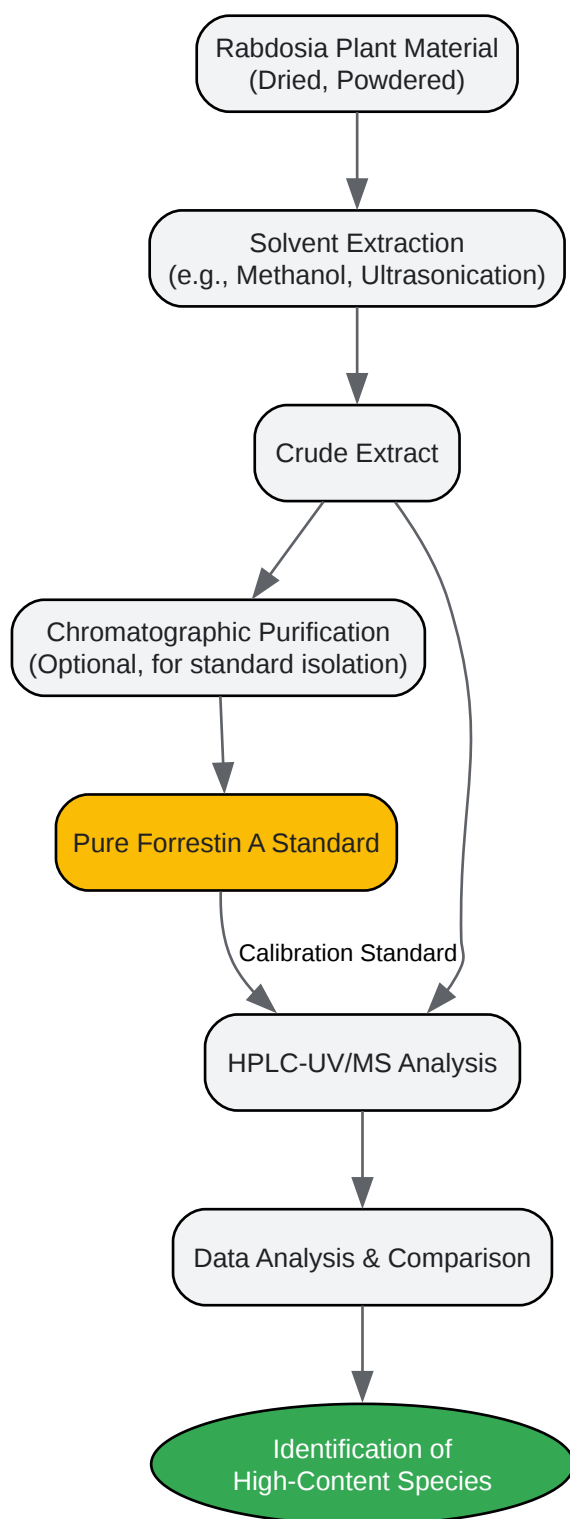 Rabdosia Plant Material
(Dried, Powdered)
Solvent Extraction
(e.g., Methanol, Ultrasonication)
Crude Extract
Chromatographic Purification
(Optional, for standard isolation)
Pure Forrestin A Standard
Calibration Standard
HPLC-UV/MS Analysis
Data Analysis & Comparison
Identification of
High-Content Species